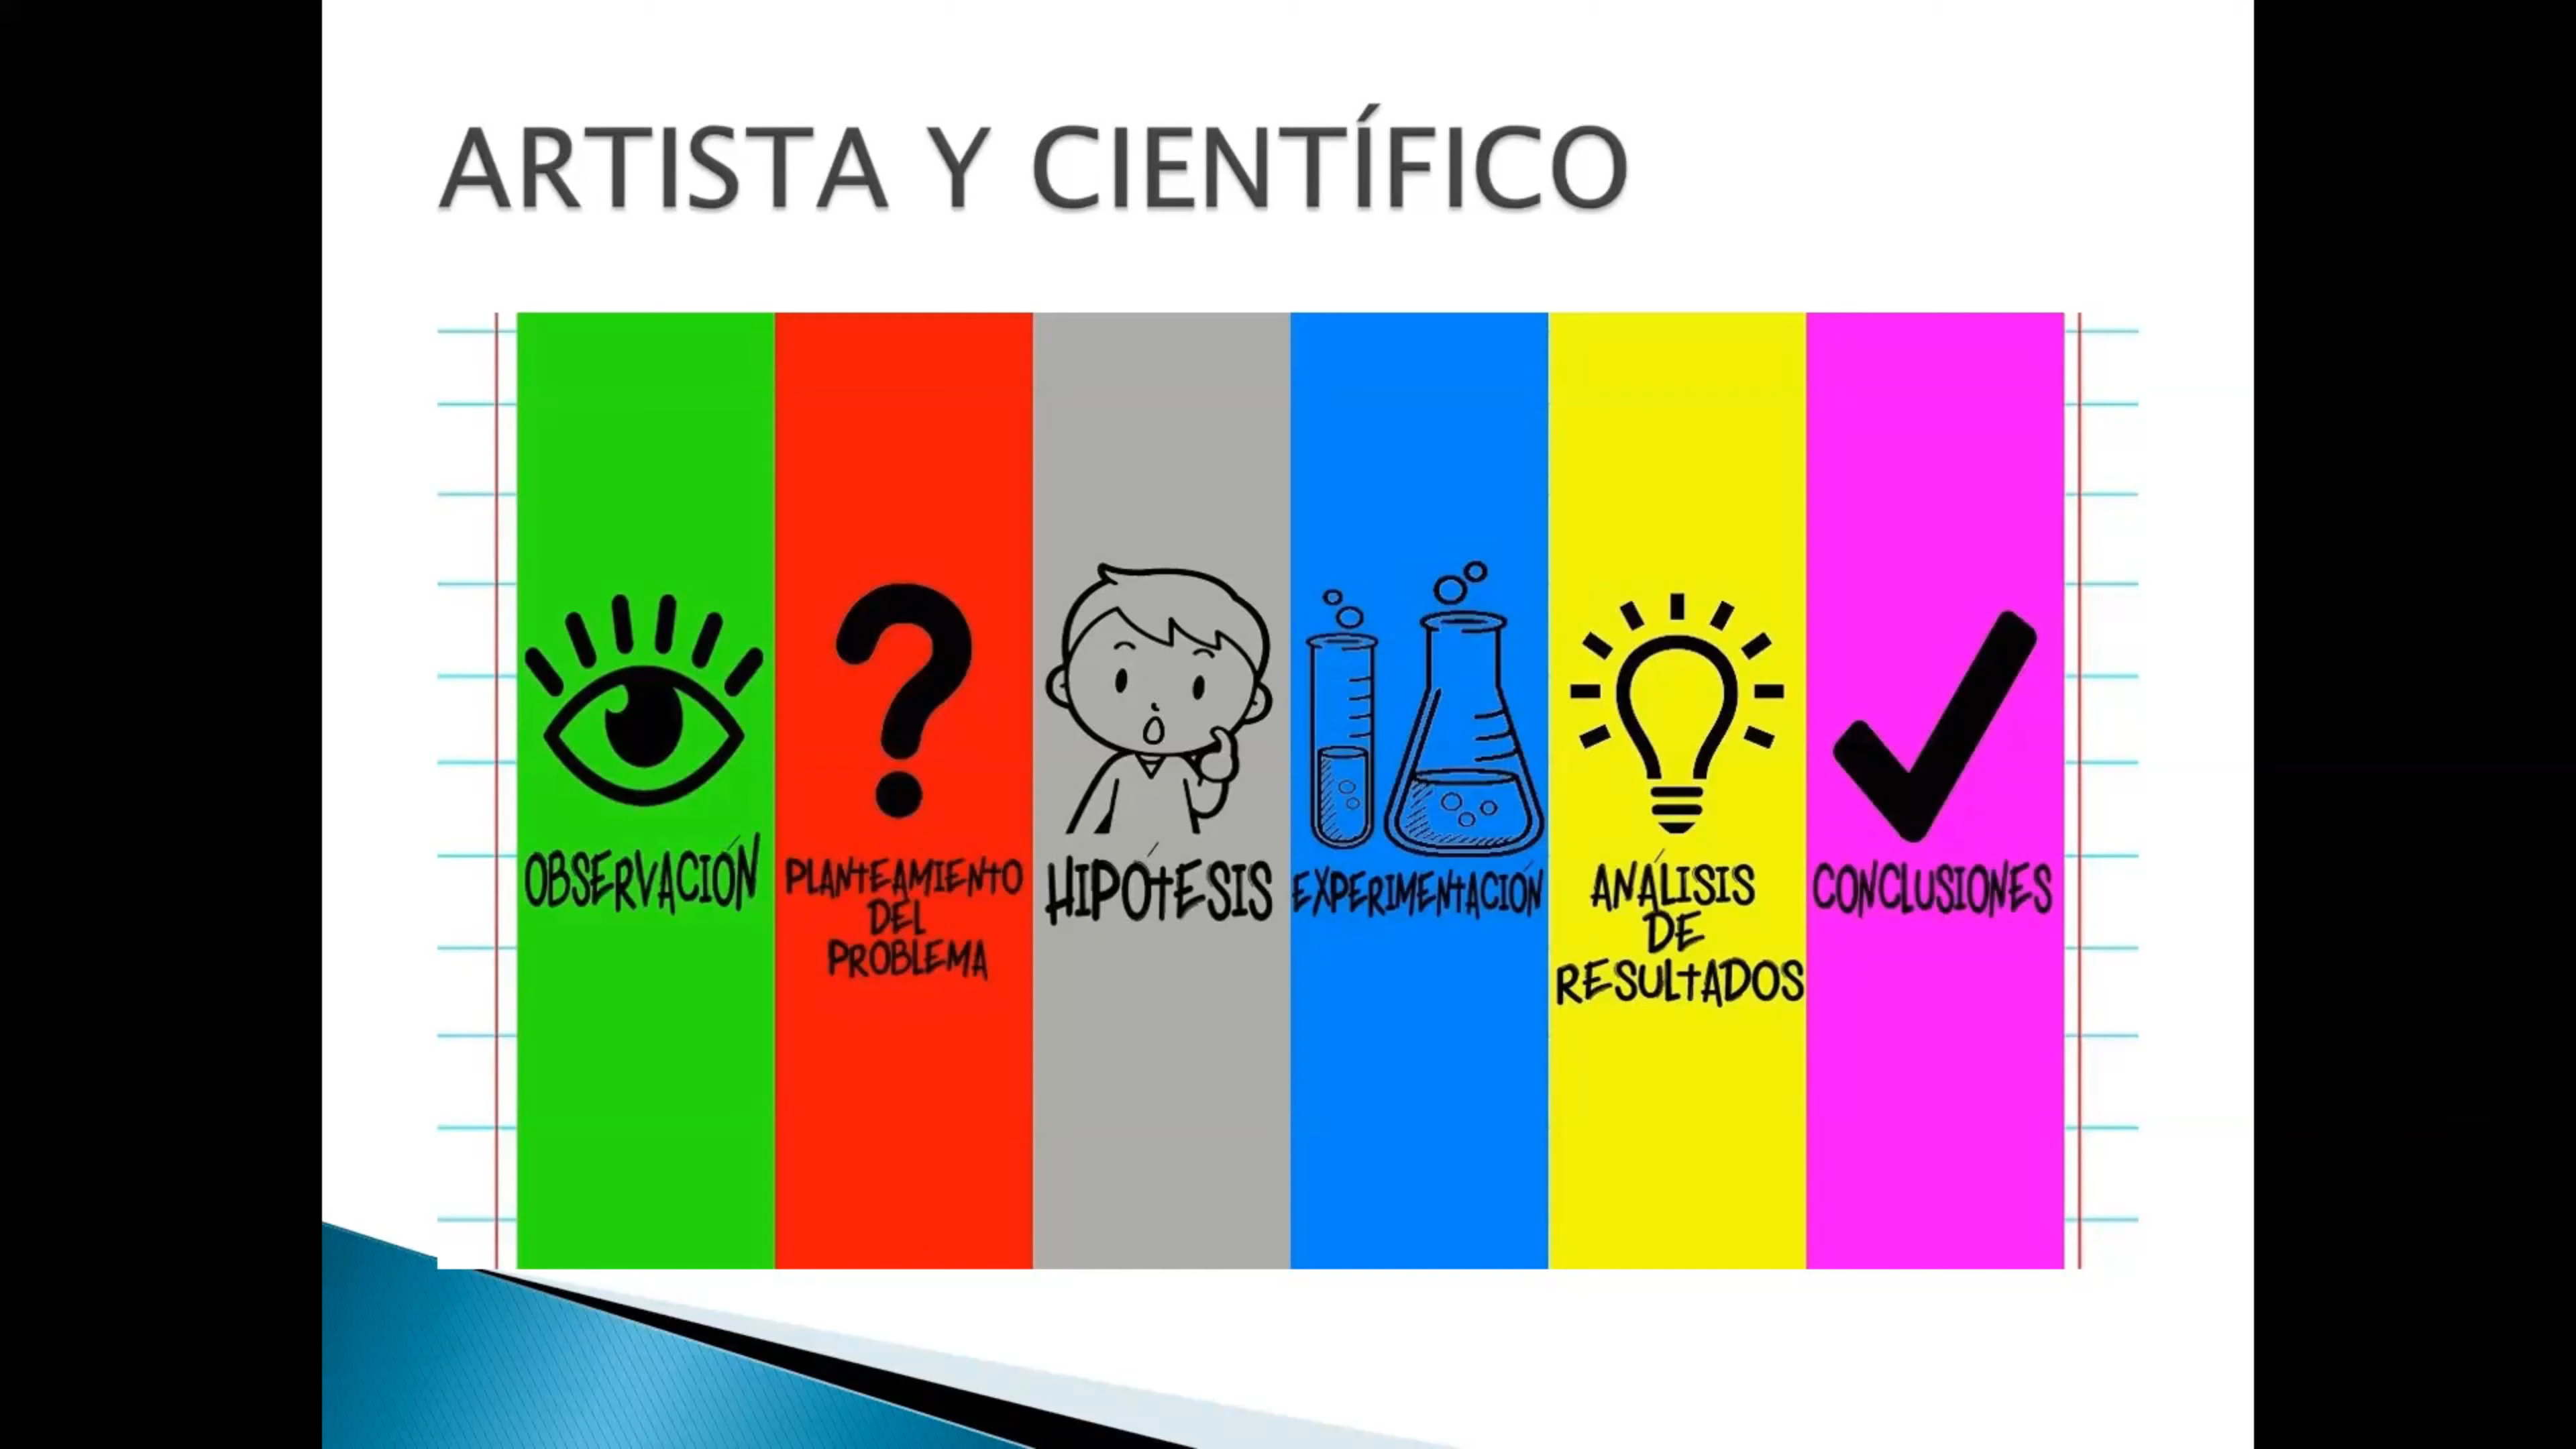 ARTISTA Y CIENTÍFICO
OBSERVACIÓN
PLANTEAMIENTO
DEL
PROBLEMA
HIPÓTESIS
EXPERIMENTACIÓN
ANÁLISIS
DE
RESULTADOS
CONCLUSIONES